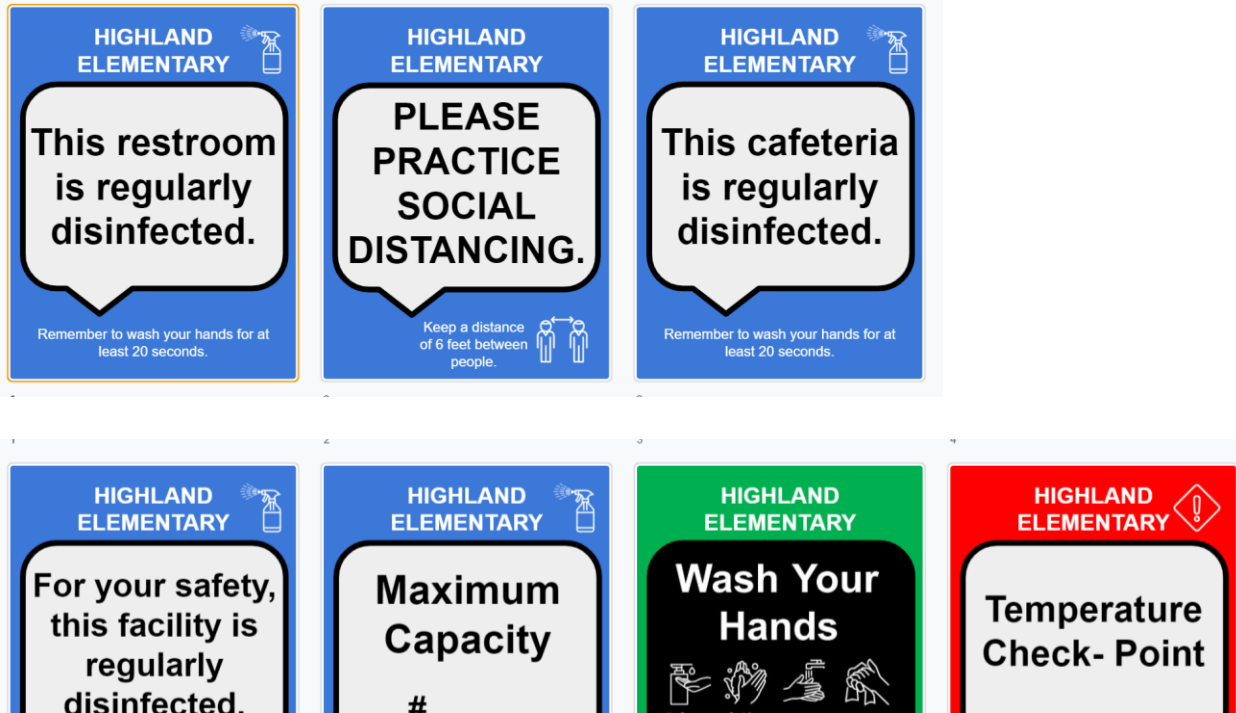 HIGHLAND
ELEMENTARY
This restroom
is regularly
disinfected.
Remember to wash your hands for at
least 20 seconds.
HIGHLAND
ELEMENTARY
PLEASE
PRACTICE
SOCIAL
DISTANCING.
Keep a distance
of 6 feet between
people.
HIGHLAND
ELEMENTARY
This cafeteria
is regularly
disinfected.
Remember to wash your hands for at
least 20 seconds.
HIGHLAND
ELEMENTARY
For your safety,
this facility is
regularly
disinfected.
HIGHLAND
ELEMENTARY
Maximum
Capacity
#
HIGHLAND
ELEMENTARY
Wash Your
Hands
HIGHLAND
ELEMENTARY
Temperature
Check- Point